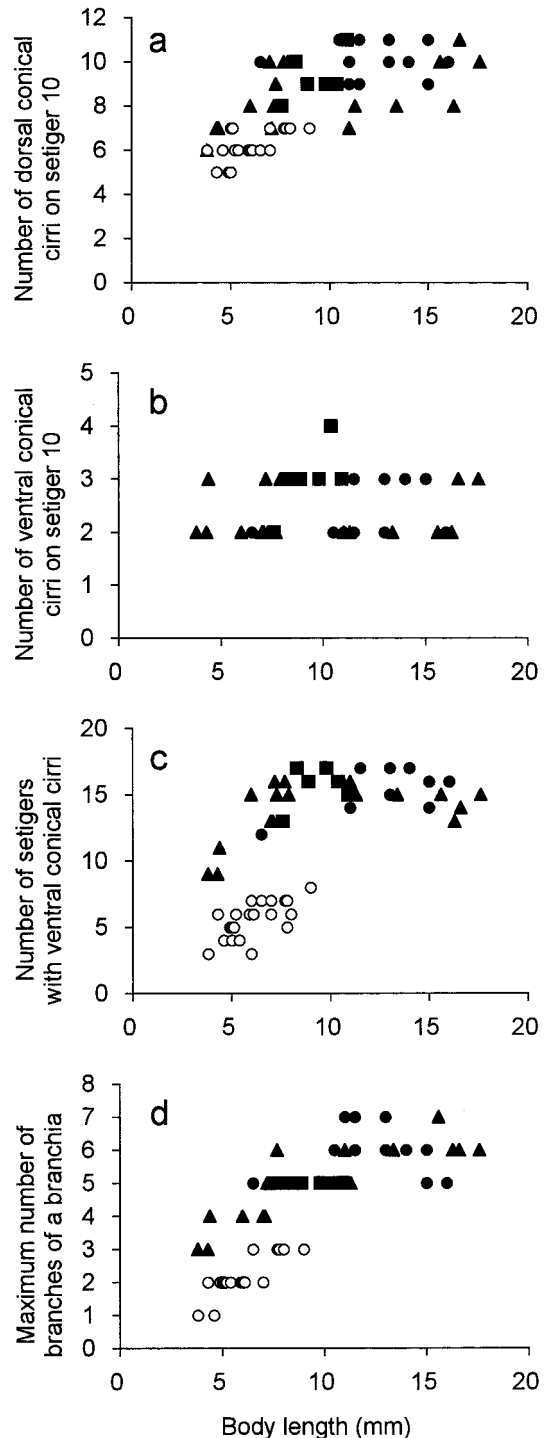 a
12
10
8
6
4
2
0
0 5 10 15 20
Number of dorsal conical
cirri on setiger 10
b
5
4
3
2
1
0
0 5 10 15 20
Number of ventral conical
cirri on setiger 10
c
20
15
10
5
0
0 5 10 15 20
Number of setigers
with ventral conical cirri
d
8
7
6
5
4
3
2
1
0
0 5 10 15 20
Maximum number of
branches of a branchia
Body length (mm)